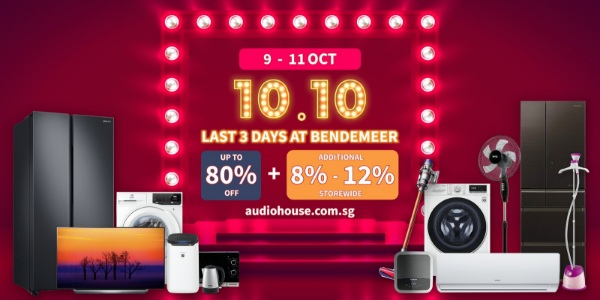 9 - 11 OCT
10.10
LAST 3 DAYS AT BENDEMEER
UP TO
80%
OFF
+
ADDITIONAL
8% - 12%
STOREWIDE
audiohouse.com.sg